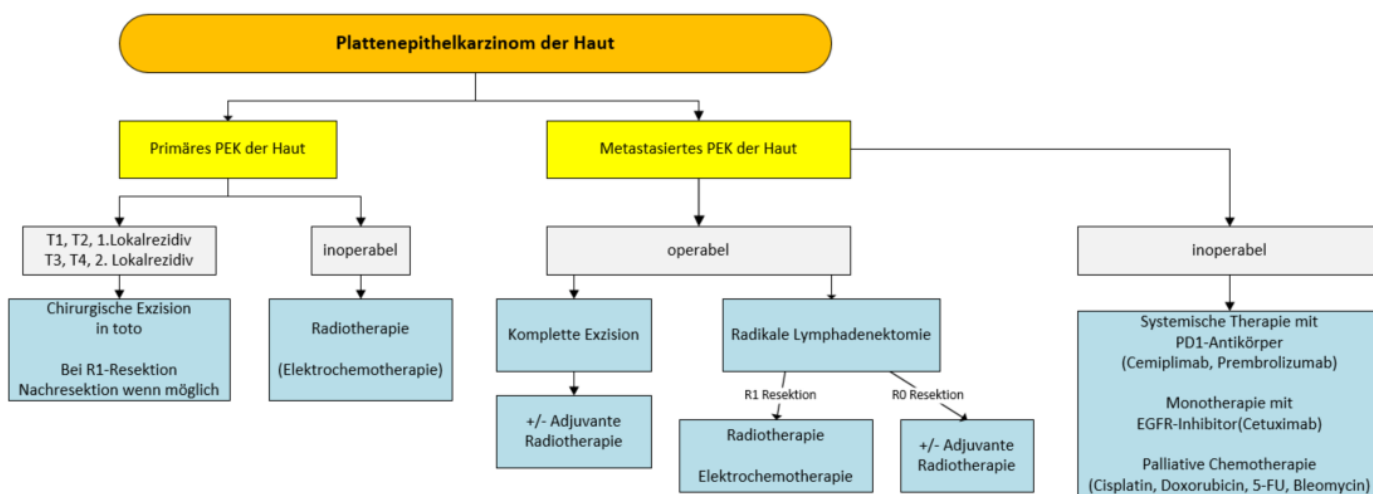 Plattenepithelkarzinom der Haut
Primäres PEK der Haut
Metastasiertes PEK der Haut
T1, T2, 1.Lokalrezidiv
T3, T4, 2. Lokalrezidiv
inoperabel
operabel
inoperabel
Chirurgische Exzision
in toto
Bei R1-Resektion
Nachresektion wenn möglich
Radiotherapie
(Elektrochemotherapie)
Komplette Exzision
Radikale Lymphadenektomie
Systemische Therapie mit
PD1-Antikörper
(Cemiplimab, Prembrolizumab)
Monotherapie mit
EGFR-Inhibitor(Cetuximab)
Palliative Chemotherapie
(Cisplatin, Doxorubicin, 5-FU, Bleomycin)
R1 Resektion
R0 Resektion
+/- Adjuvante
Radiotherapie
Radiotherapie
Elektrochemotherapie
+/- Adjuvante
Radiotherapie